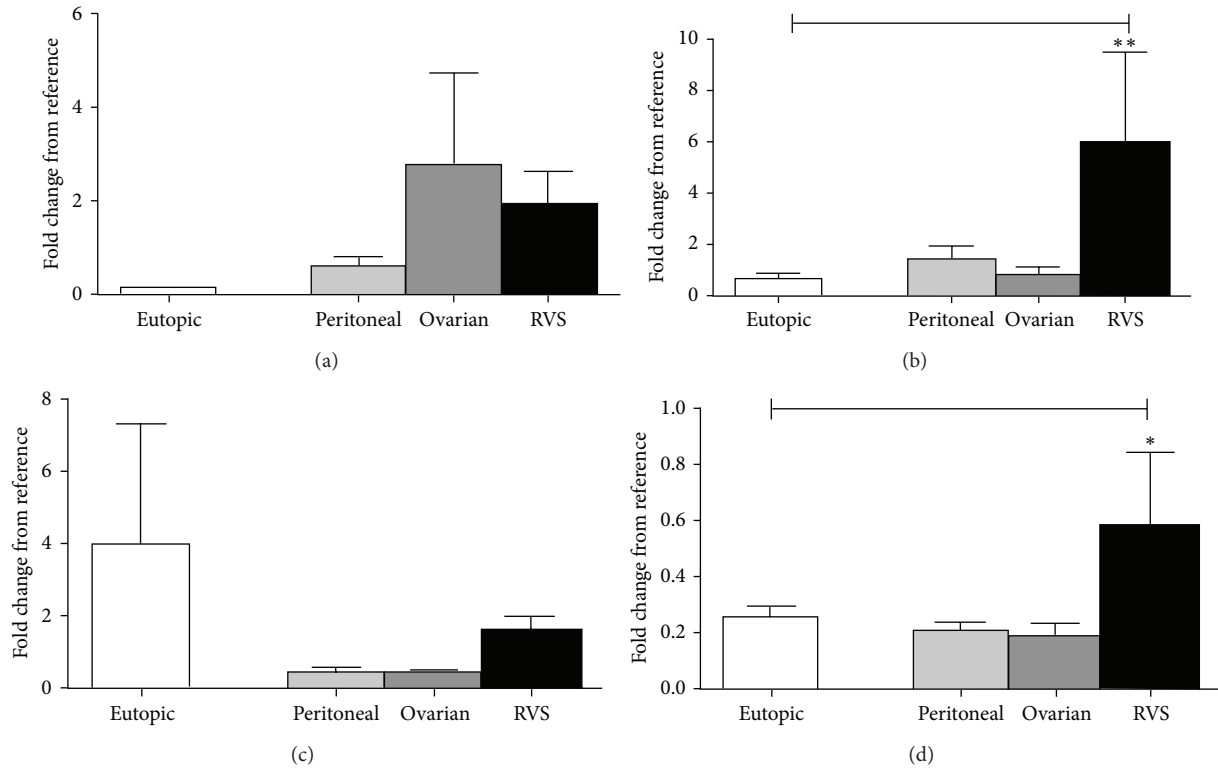 Fold change from reference
6
4
2
0
Eutopic Peritoneal Ovarian RVS
(a)
Fold change from reference
10
8
6
4
2
0
**
Eutopic Peritoneal Ovarian RVS
(b)
Fold change from reference
8
6
4
2
0
Eutopic Peritoneal Ovarian RVS
(c)
Fold change from reference
1.0
0.8
0.6
0.4
0.2
0.0
*
Eutopic Peritoneal Ovarian RVS
(d)